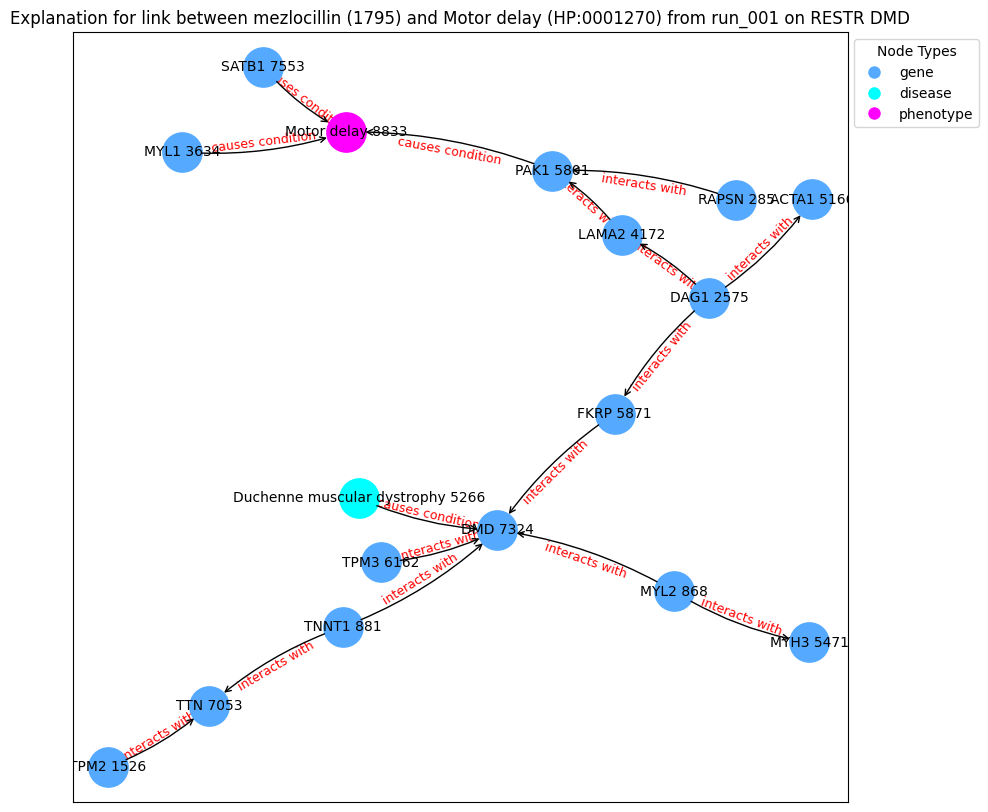 Explanation for link between mezlocillin (1795) and Motor delay (HP:0001270) from run_001 on RESTR DMD
Node Types
gene
disease
phenotype
SATB1 7553
causes condition
Motor delay 8833
MYL1 3634
causes condition
causes condition
PAK1 5801
interacts with
RAPSN 285
ACTA1 5166
interacts with
LAMA2 4172
interacts with
interacts with
DAG1 2575
interacts with
FKRP 5871
interacts with
Duchenne muscular dystrophy 5266
causes condition
DMD 7324
interacts with
TPM3 6162
interacts with
interacts with
MYL2 868
interacts with
TNNT1 881
MYH3 5471
interacts with
TTN 7053
interacts with
TPM2 1526